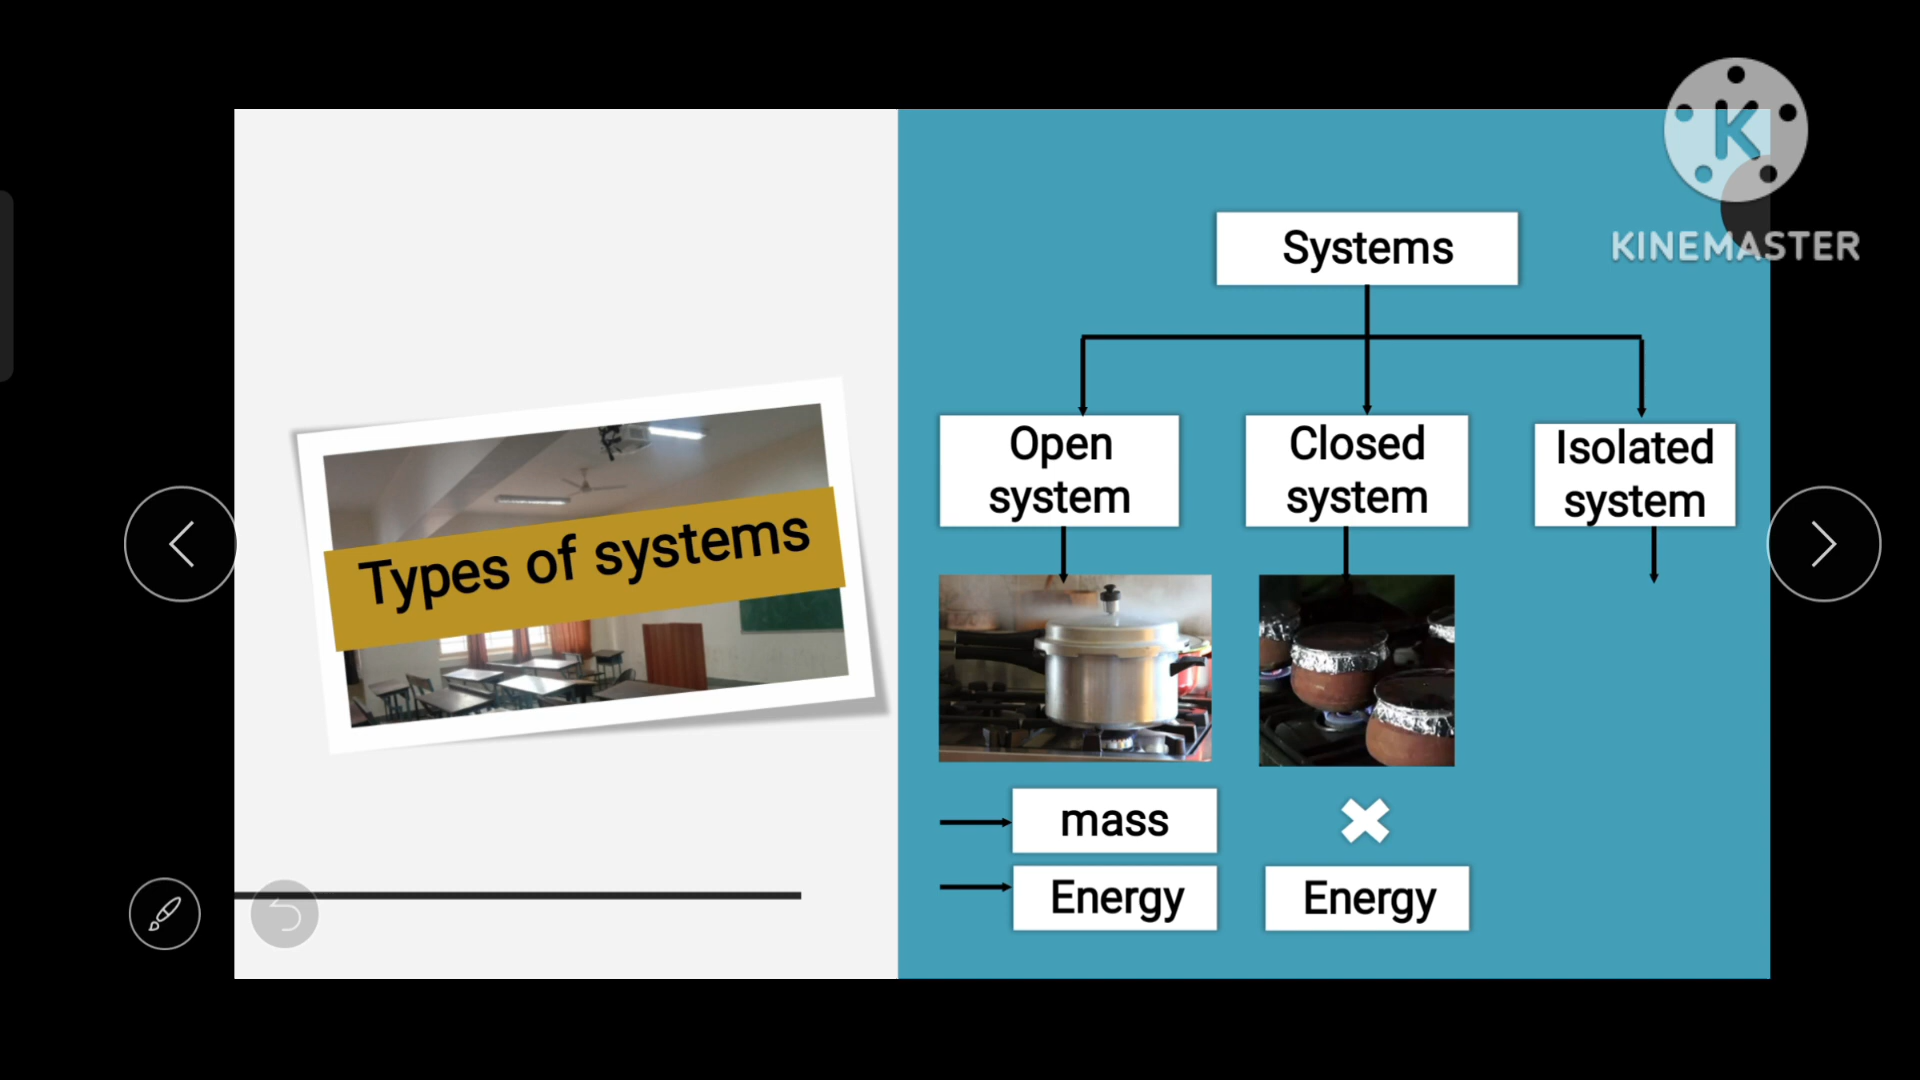 KINEMASTER
Systems
Open
system
Closed
system
Isolated
system
Types of systems
mass
Energy
Energy